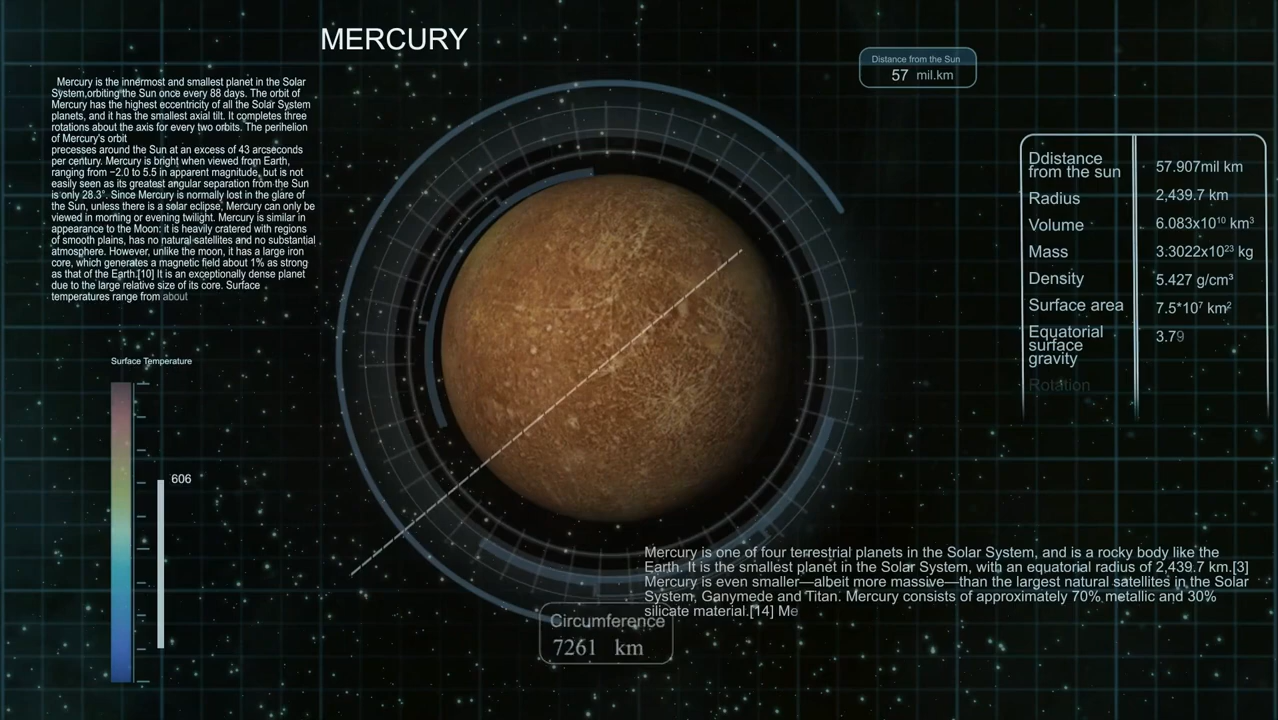 MERCURY
Mercury is the innermost and smallest planet in the Solar
System,orbiting the Sun once every 88 days. The orbit of
Mercury has the highest eccentricity of all the Solar System
planets, and it has the smallest axial tilt. It completes three
rotations about the axis for every two orbits. The perihelion
of Mercury's orbit
precesses around the Sun at an excess of 43 arcseconds
per century. Mercury is bright when viewed from Earth,
ranging from −2.0 to 5.5 in apparent magnitude, but is not
easily seen as its greatest angular separation from the Sun
is only 28.3°. Since Mercury is normally lost in the glare of
the Sun, unless there is a solar eclipse, Mercury can only be
viewed in morning or evening twilight. Mercury is similar in
appearance to the Moon: it is heavily cratered with regions
of smooth plains, has no natural satellites and no substantial
atmosphere. However, unlike the moon, it has a large iron
core, which generates a magnetic field about 1% as strong
as that of the Earth.[10] It is an exceptionally dense planet
due to the large relative size of its core. Surface
temperatures range from about
Surface Temperature
606
Distance from the Sun
57 mil.km
Ddistance
from the sun 57.907mil km
Radius 2,439.7 km
Volume 6.083x10¹⁰ km³
Mass 3.3022x10²³ kg
Density 5.427 g/cm³
Surface area 7.5*10⁷ km²
Equatorial 3.79
surface
gravity
Rotation
Mercury is one of four terrestrial planets in the Solar System, and is a rocky body like the
Earth. It is the smallest planet in the Solar System, with an equatorial radius of 2,439.7 km.[3]
Mercury is even smaller—albeit more massive—than the largest natural satellites in the Solar
System, Ganymede and Titan. Mercury consists of approximately 70% metallic and 30%
silicate material.[14] Me
Circumference
7261 km